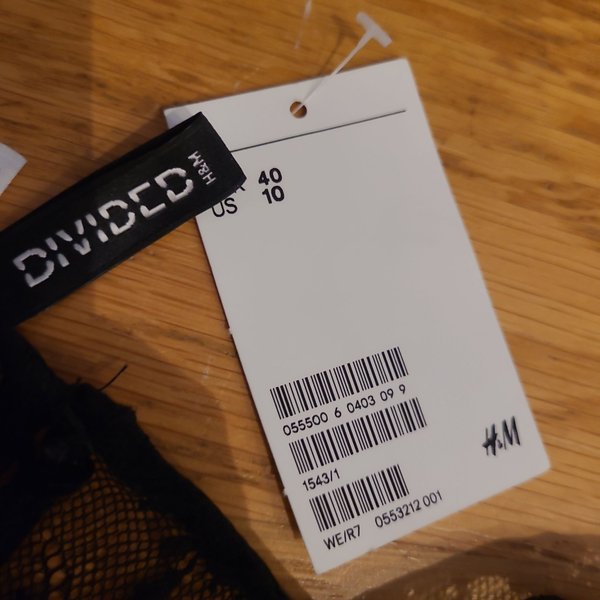 DIVIDED
H&M
40
US 10
055500 6 0403 09 9
1543/1
WE/R7 0553212 001
H&M